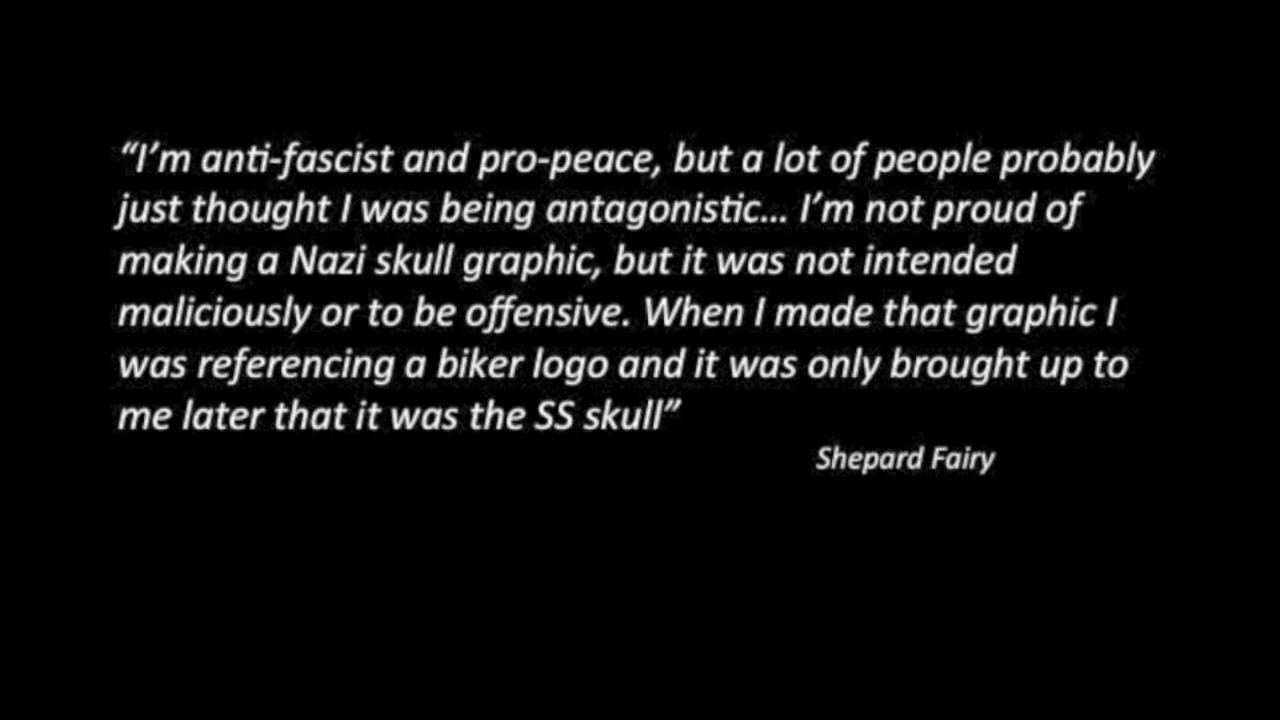 “I’m anti-fascist and pro-peace, but a lot of people probably
just thought I was being antagonistic... I’m not proud of
making a Nazi skull graphic, but it was not intended
maliciously or to be offensive. When I made that graphic I
was referencing a biker logo and it was only brought up to
me later that it was the SS skull”
Shepard Fairy